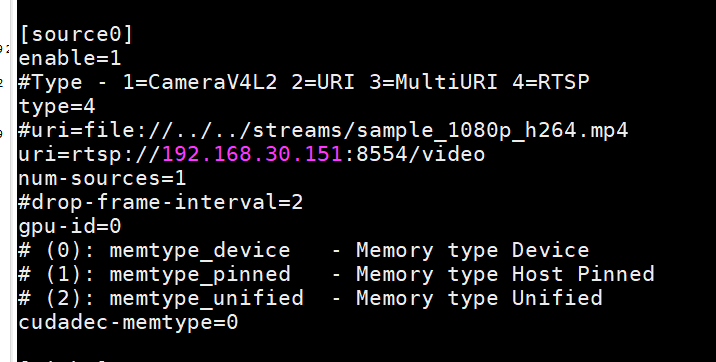 [source0]
enable=1
#Type - 1=CameraV4L2 2=URI 3=MultiURI 4=RTSP
type=4
#uri=file://../../streams/sample_1080p_h264.mp4
uri=rtsp://192.168.30.151:8554/video
num-sources=1
#drop-frame-interval=2
gpu-id=0
# (0): memtype_device   - Memory type Device
# (1): memtype_pinned   - Memory type Host Pinned
# (2): memtype_unified  - Memory type Unified
cudadec-memtype=0